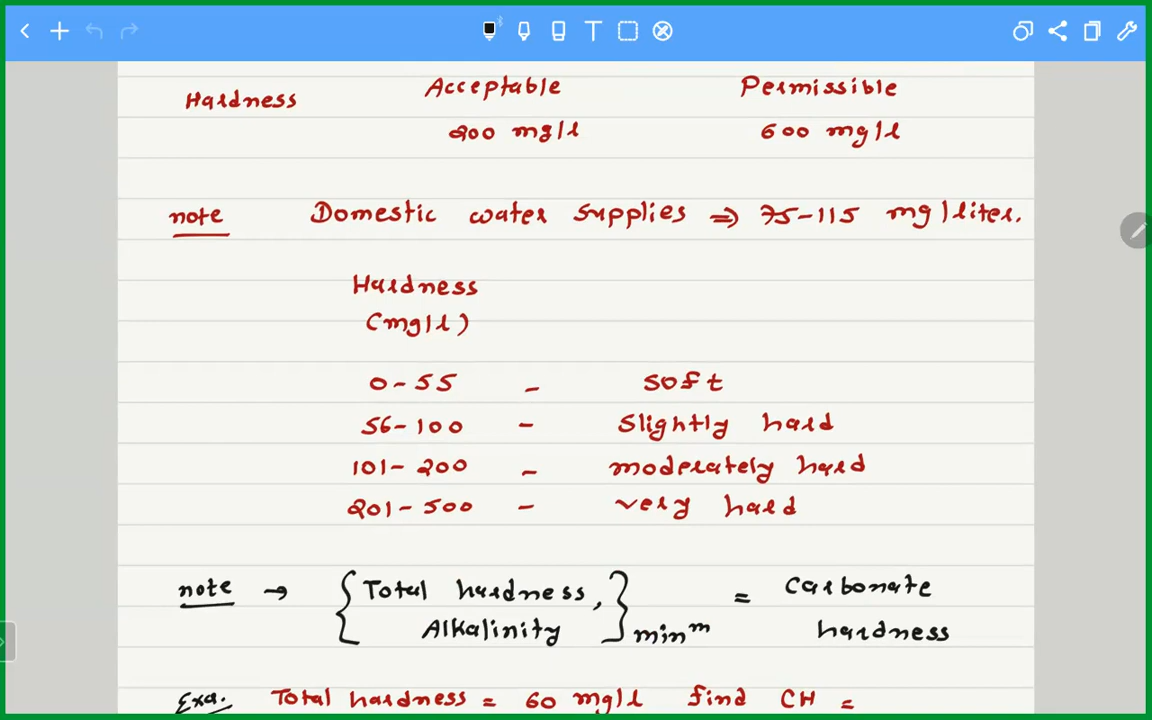 Hardness Acceptable Permissible
200 mg/l 600 mg/l
note Domestic water supplies ⇒ 75-115 mg/liter.
Hardness
(mg/l)
0-55 - soft
56-100 - Slightly hard
101-200 - moderately hard
201-500 - very hard
note → {Total hardness, Alkalinity} minᵐ = Carbonate hardness
Exa. Total hardness = 60 mg/l find CH =